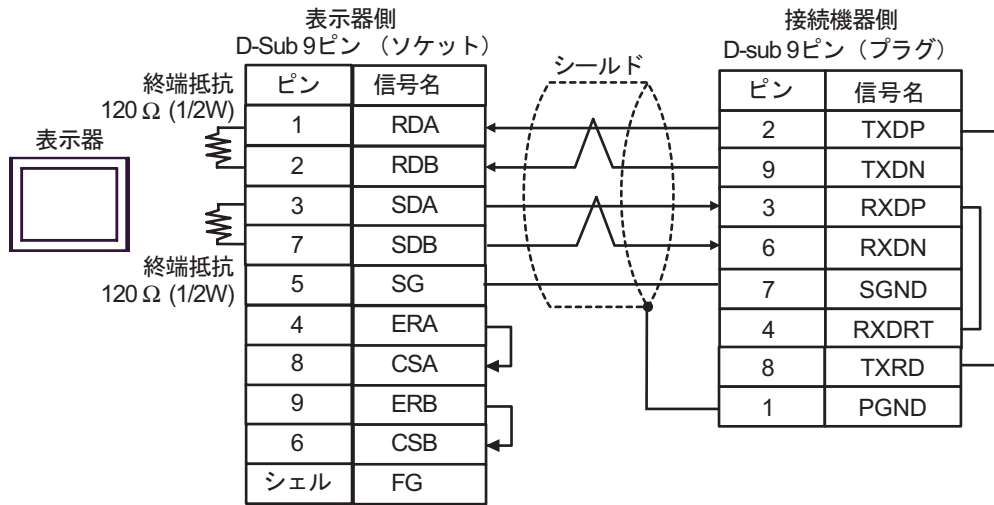 表示器側
D-Sub 9ピン （ソケット）
接続機器側
D-sub 9ピン（プラグ）
シールド
終端抵抗
120 Ω (1/2W)
表示器
終端抵抗
120 Ω (1/2W)
ピン 信号名
1 RDA
2 RDB
3 SDA
7 SDB
5 SG
4 ERA
8 CSA
9 ERB
6 CSB
シェル FG
ピン 信号名
2 TXDP
9 TXDN
3 RXDP
6 RXDN
7 SGND
4 RXDRT
8 TXRD
1 PGND